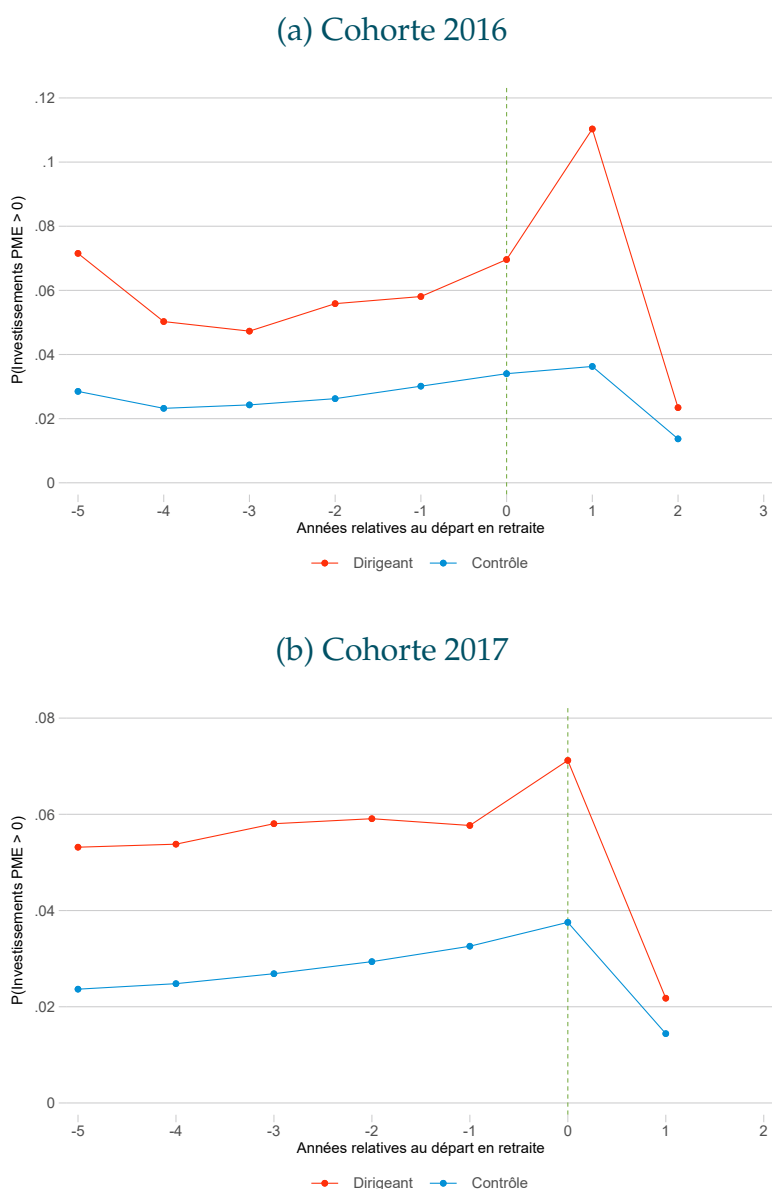 (a) Cohorte 2016
.12
.1
.08
.06
.04
.02
0
P(Investissements PME > 0)
-5 -4 -3 -2 -1 0 1 2 3
Années relatives au départ en retraite
Dirigeant Contrôle
(b) Cohorte 2017
.08
.06
.04
.02
0
P(Investissements PME > 0)
-5 -4 -3 -2 -1 0 1 2
Années relatives au départ en retraite
Dirigeant Contrôle